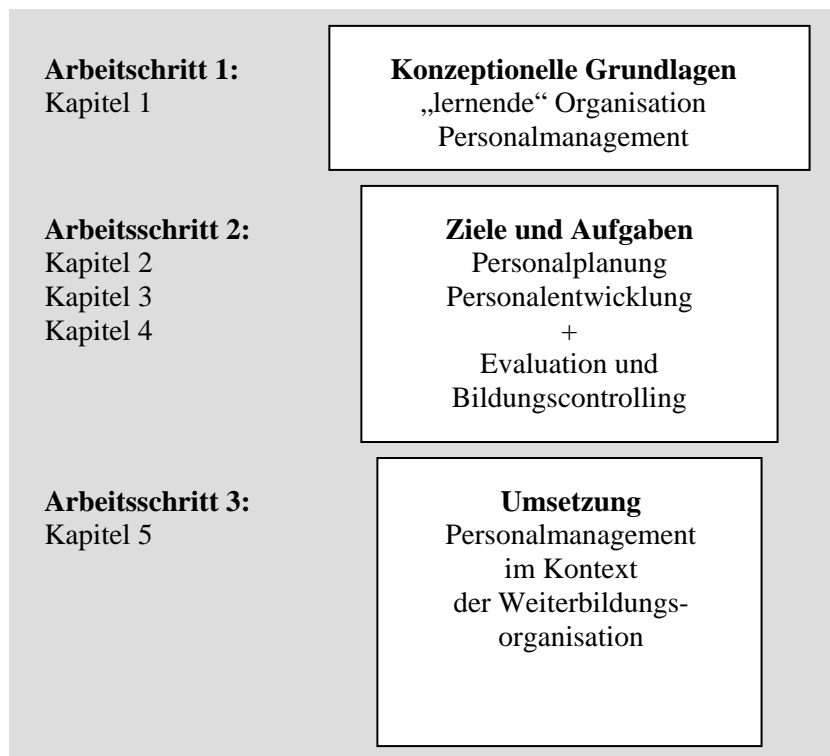 Arbeitschritt 1:
Kapitel 1
Konzeptionelle Grundlagen
„lernende“ Organisation
Personalmanagement
Arbeitsschritt 2:
Kapitel 2
Kapitel 3
Kapitel 4
Ziele und Aufgaben
Personalplanung
Personalentwicklung
+
Evaluation und
Bildungscontrolling
Arbeitsschritt 3:
Kapitel 5
Umsetzung
Personalmanagement
im Kontext
der Weiterbildungs-
organisation